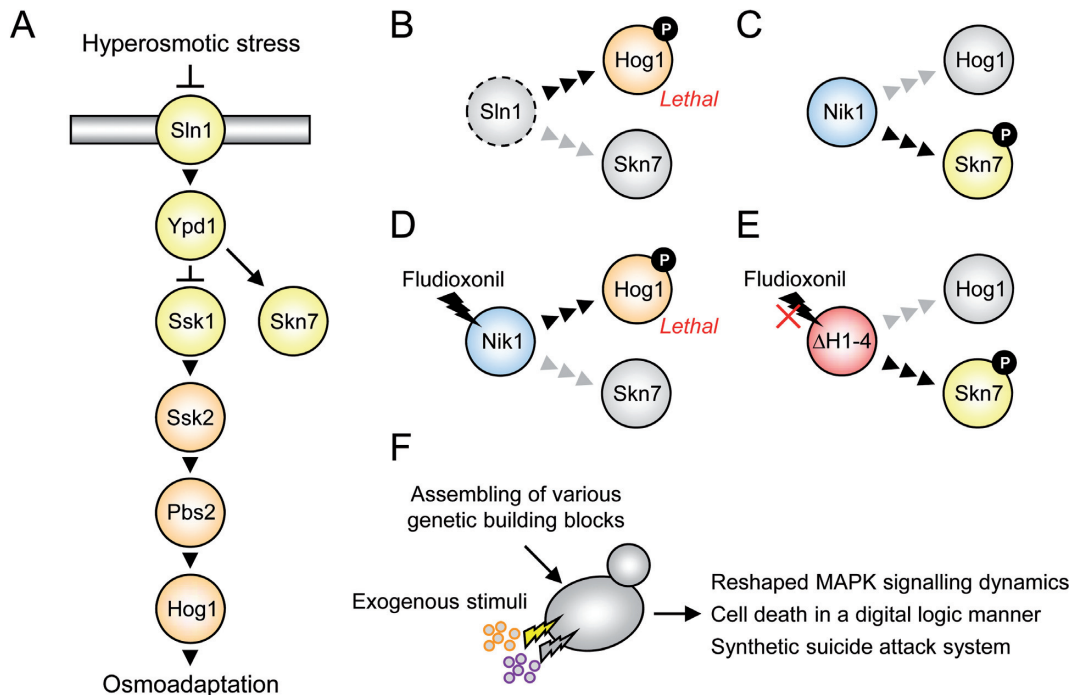 A
Hyperosmotic stress
Sln1
Ypd1
Ssk1
Skn7
Ssk2
Pbs2
Hog1
Osmoadaptation
B
Sln1
P
Hog1
Lethal
Skn7
C
Nik1
Hog1
P
Skn7
D
Fludioxonil
Nik1
P
Hog1
Lethal
Skn7
E
Fludioxonil
ΔH1-4
Hog1
P
Skn7
F
Assembling of various
genetic building blocks
Exogenous stimuli
Reshaped MAPK signalling dynamics
Cell death in a digital logic manner
Synthetic suicide attack system